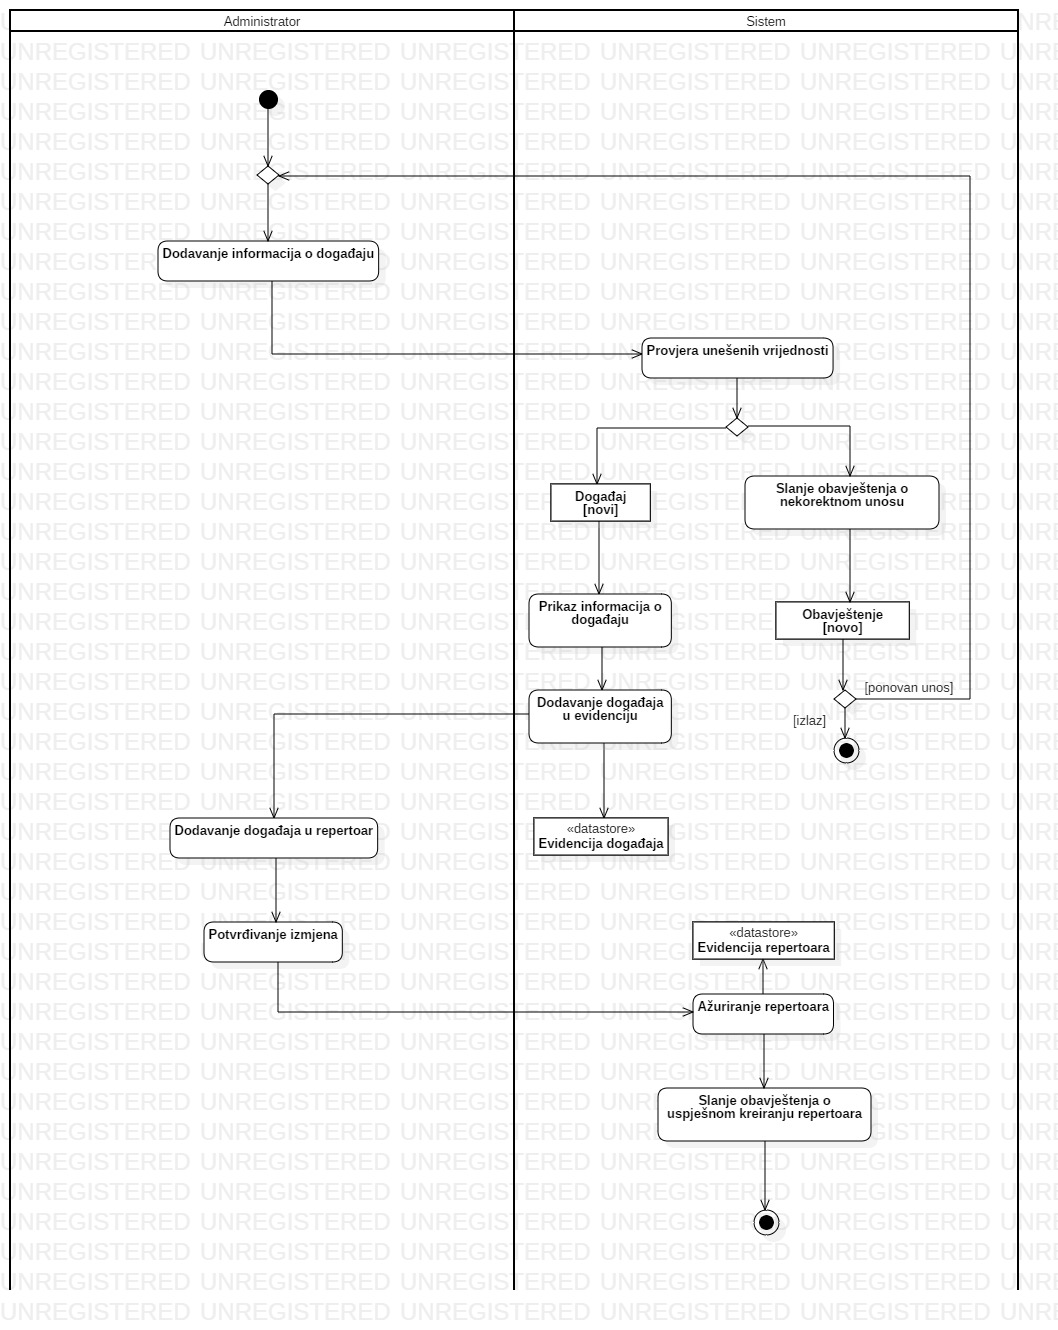 Administrator
Sistem
Dodavanje informacija o događaju
Provjera unešenih vrijednosti
Događaj
[novi]
Slanje obavještenja o
nekorektnom unosu
Prikaz informacija o
događaju
Obavještenje
[novo]
[ponovan unos]
[izlaz]
Dodavanje događaja
u evidenciju
Dodavanje događaja u repertoar
«datastore»
Evidencija događaja
Potvrđivanje izmjena
«datastore»
Evidencija repertoara
Ažuriranje repertoara
Slanje obavještenja o
uspješnom kreiranju repertoara
UNREGISTERED